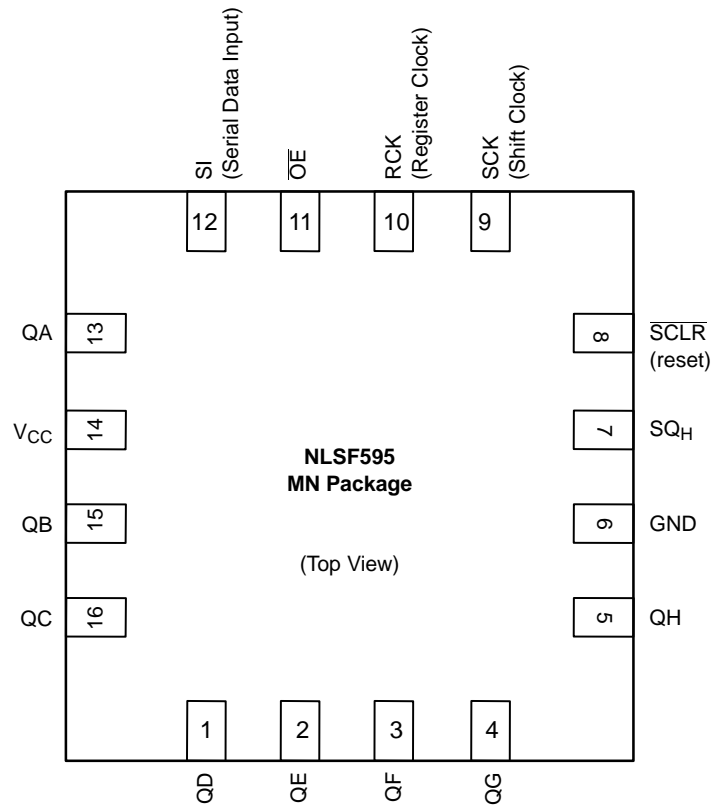 SI
(Serial Data Input)
OE
RCK
(Register Clock)
SCK
(Shift Clock)
12
11
10
9
QA
13
8
SCLR
(reset)
VCC
14
7
SQH
NLSF595
MN Package
QB
15
6
GND
(Top View)
QC
16
5
QH
1
2
3
4
QD
QE
QF
QG